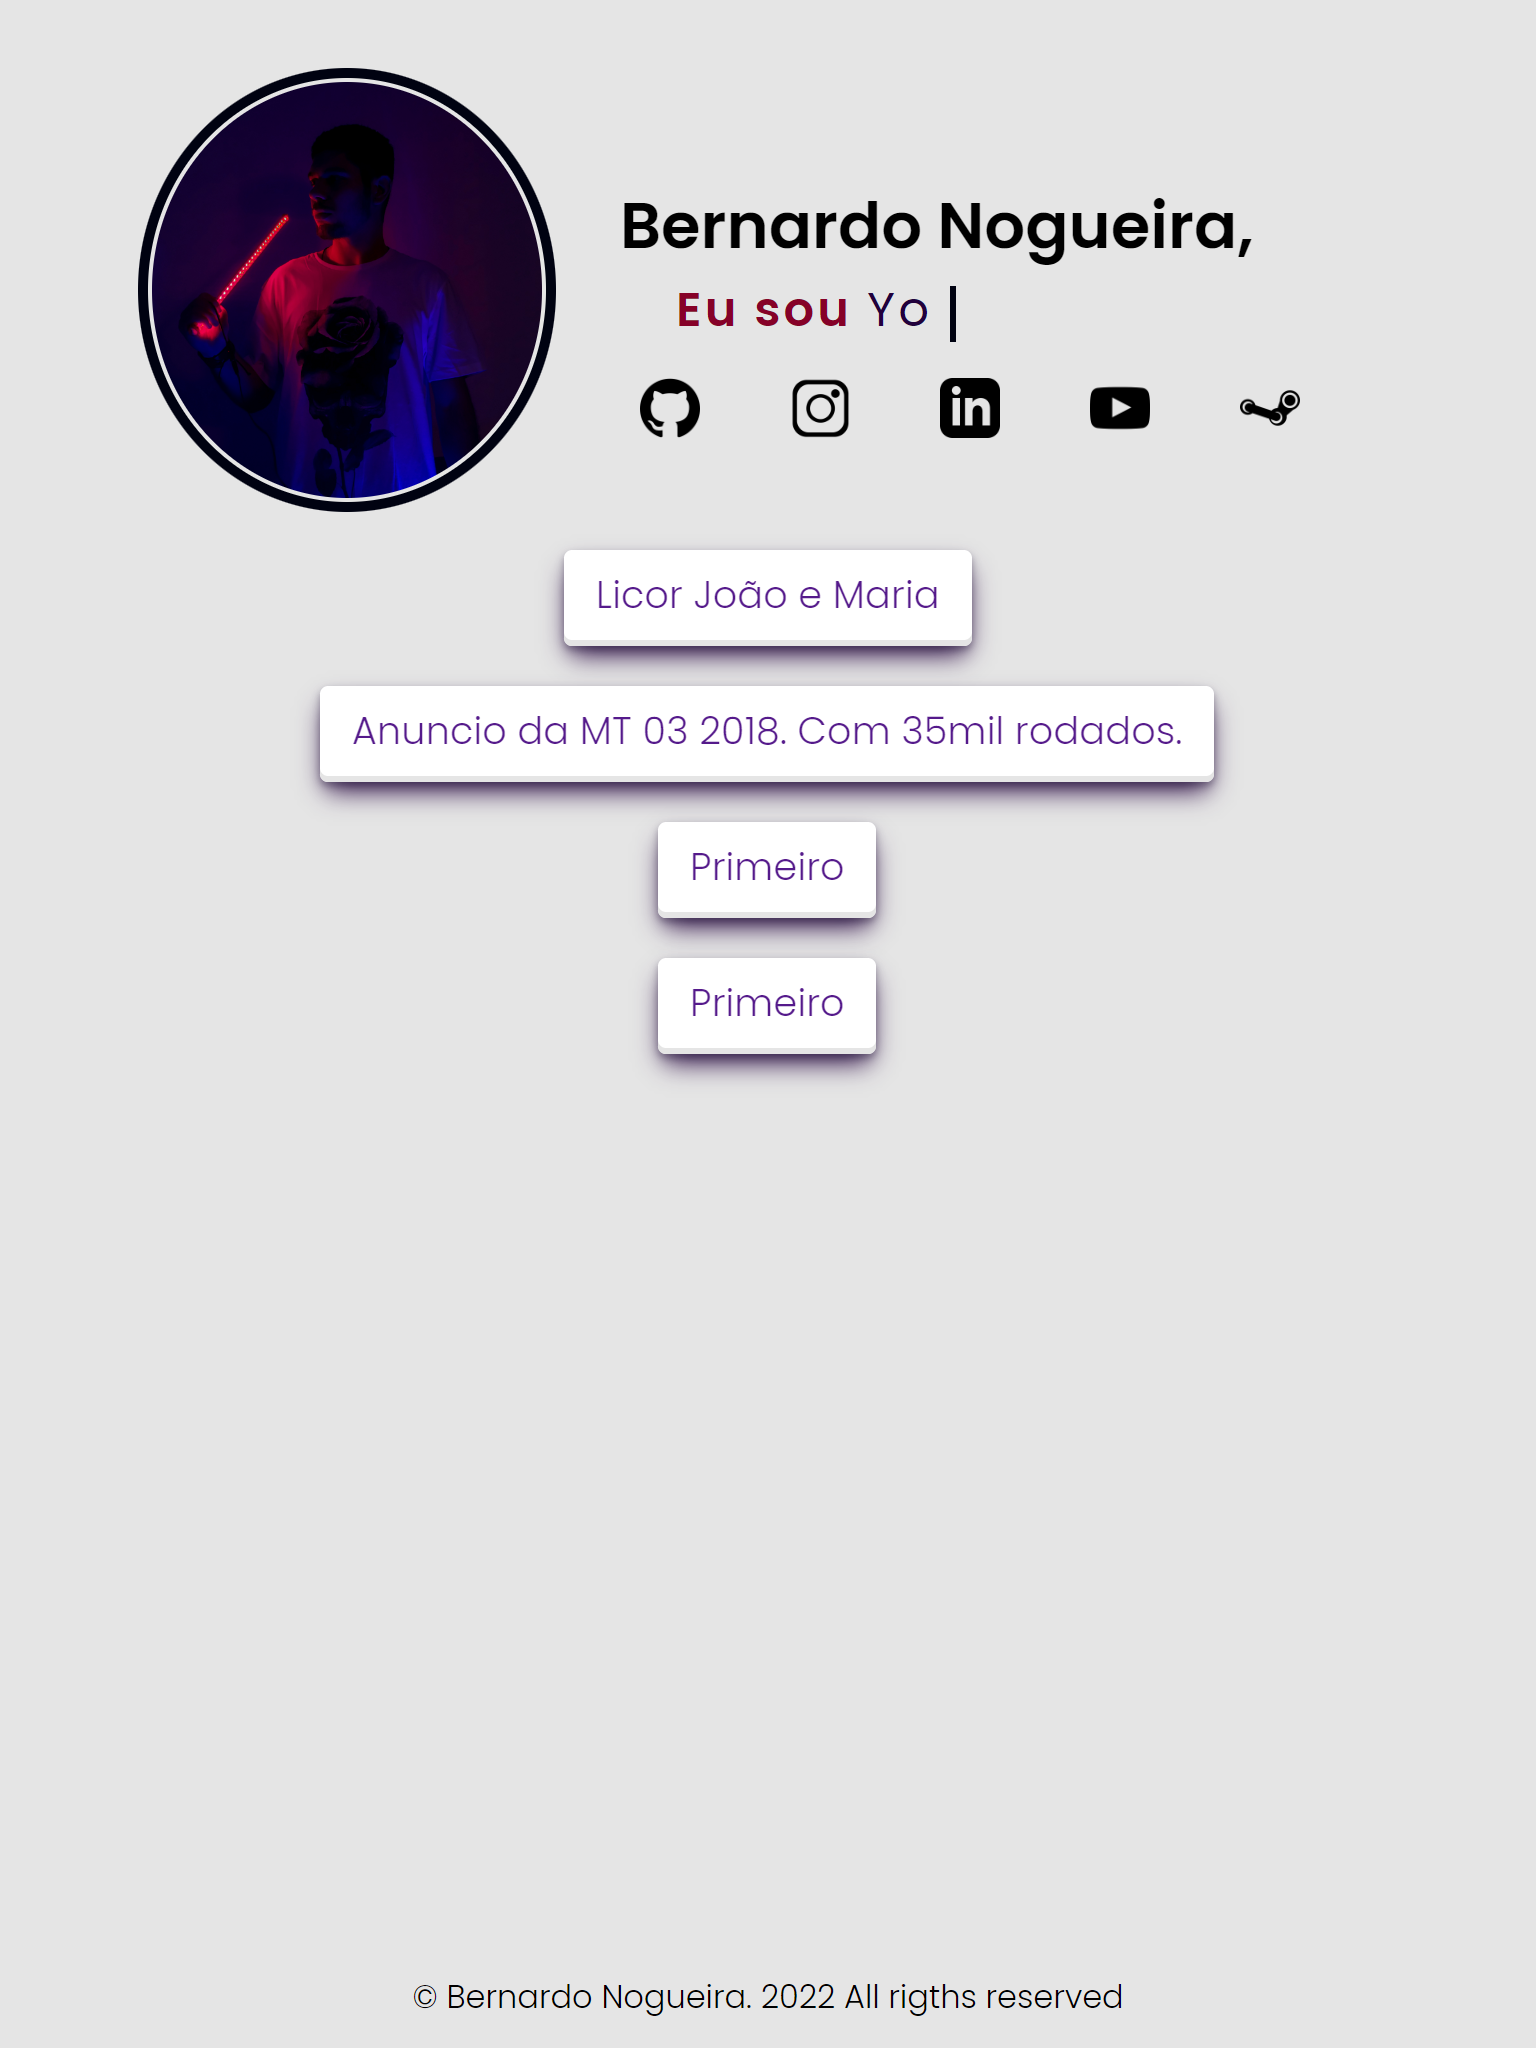 Bernardo Nogueira,
Eu sou Yo
Licor João e Maria
Anuncio da MT 03 2018. Com 35mil rodados.
Primeiro
Primeiro
© Bernardo Nogueira. 2022 All rigths reserved